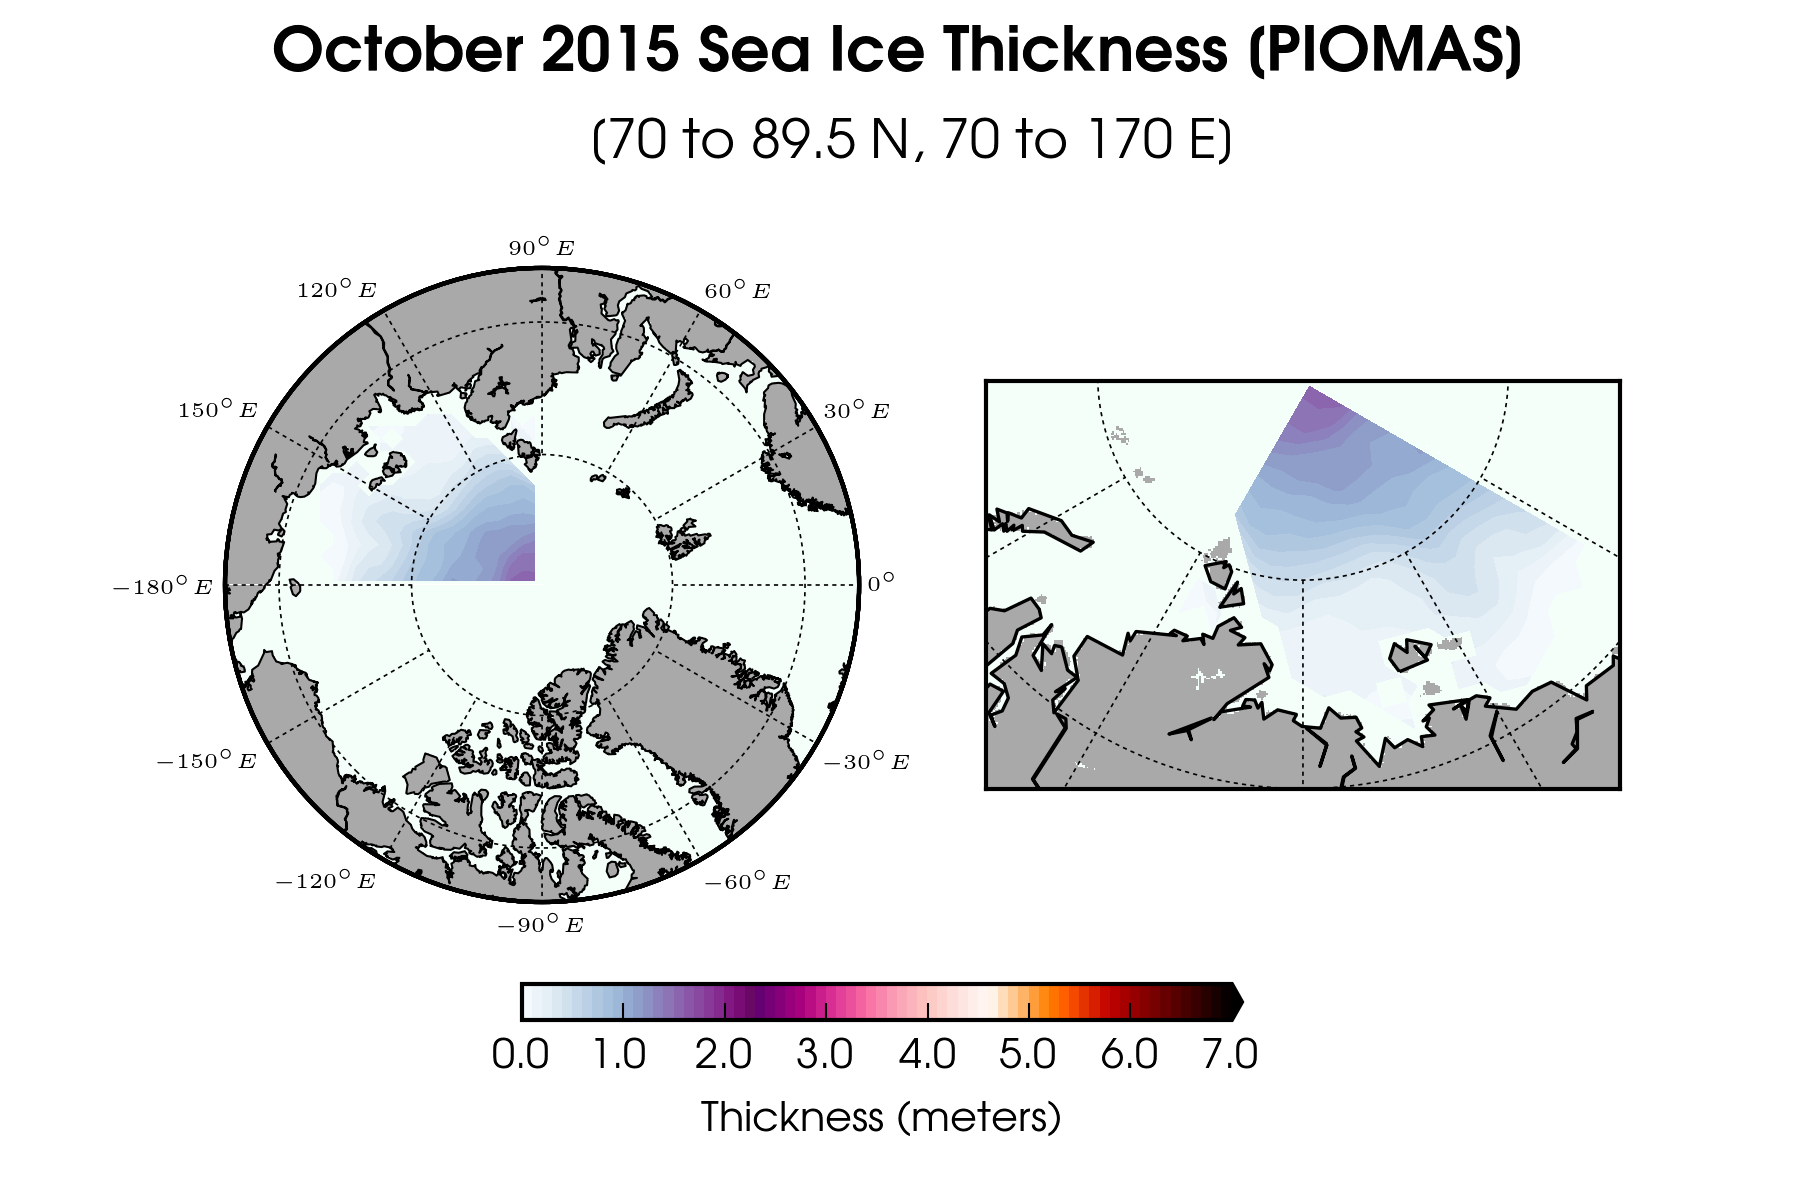 October 2015 Sea Ice Thickness (PIOMAS)
(70 to 89.5 N, 70 to 170 E)
90° E
120° E
60° E
150° E
30° E
−180° E
0°
−150° E
−30° E
−120° E
−60° E
−90° E
0.0 1.0 2.0 3.0 4.0 5.0 6.0 7.0
Thickness (meters)